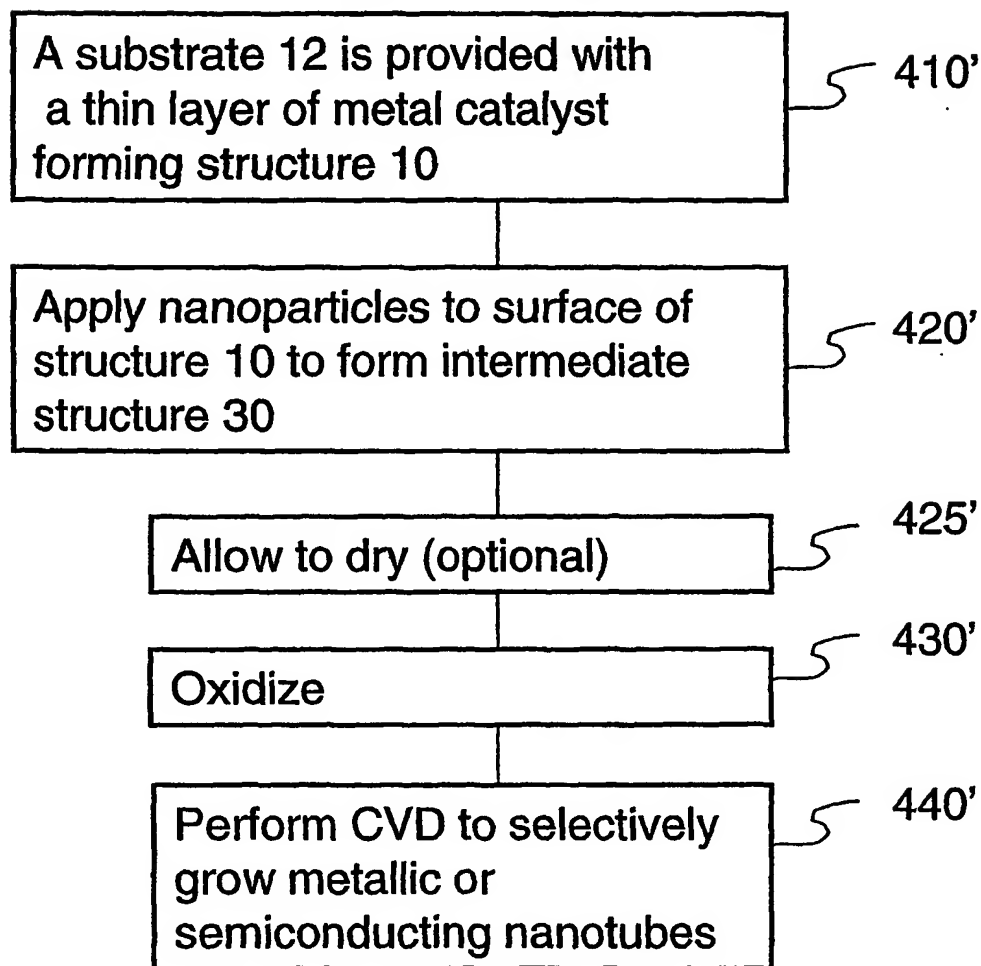 A substrate 12 is provided with
a thin layer of metal catalyst
forming structure 10
410'
Apply nanoparticles to surface of
structure 10 to form intermediate
structure 30
420'
Allow to dry (optional)
425'
Oxidize
430'
Perform CVD to selectively
grow metallic or
semiconducting nanotubes
440'